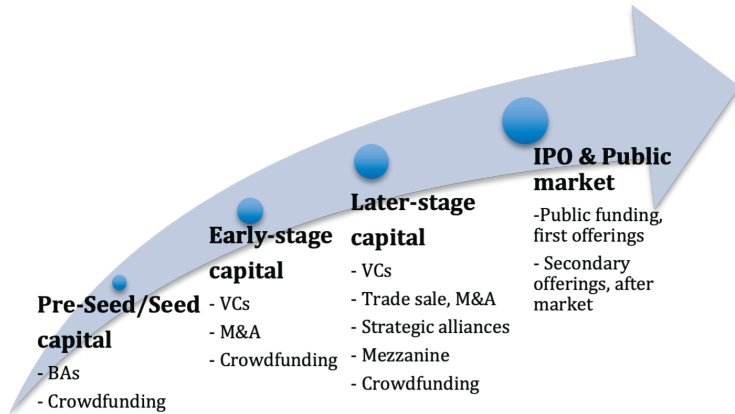 Pre-Seed/Seed
capital
- BAs
- Crowdfunding
Early-stage
capital
- VCs
- M&A
- Crowdfunding
Later-stage
capital
- VCs
- Trade sale, M&A
- Strategic alliances
- Mezzanine
- Crowdfunding
IPO & Public
market
-Public funding,
first offerings
- Secondary
offerings, after
market